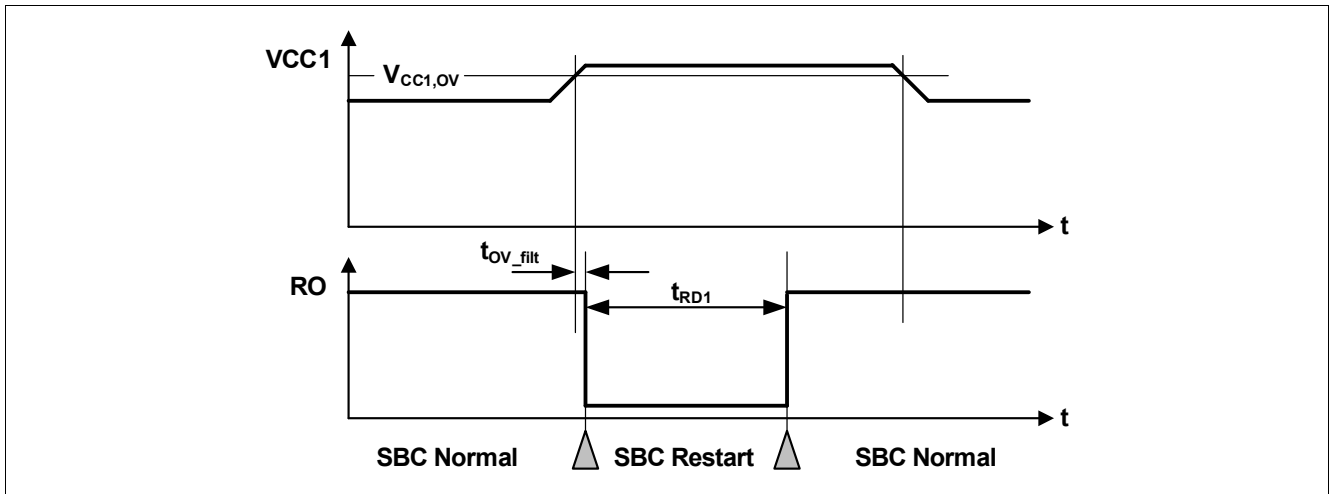 VCC1
VCC1,OV
t
tOV_filt
RO
tRD1
t
SBC Normal
SBC Restart
SBC Normal